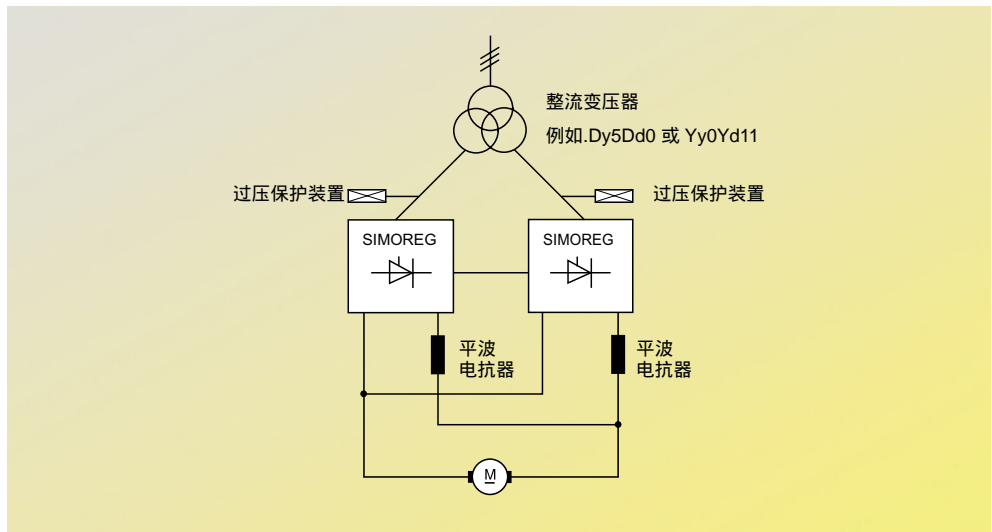 整流变压器
例如.Dy5Dd0 或 Yy0Yd11
过压保护装置
过压保护装置
SIMOREG
SIMOREG
平波
电抗器
平波
电抗器
M